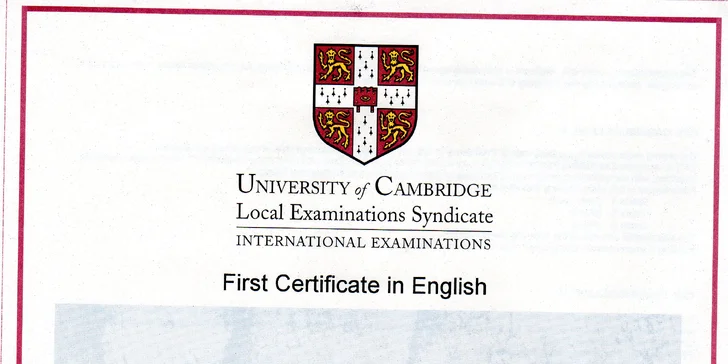 UNIVERSITY of CAMBRIDGE
Local Examinations Syndicate
INTERNATIONAL EXAMINATIONS
First Certificate in English